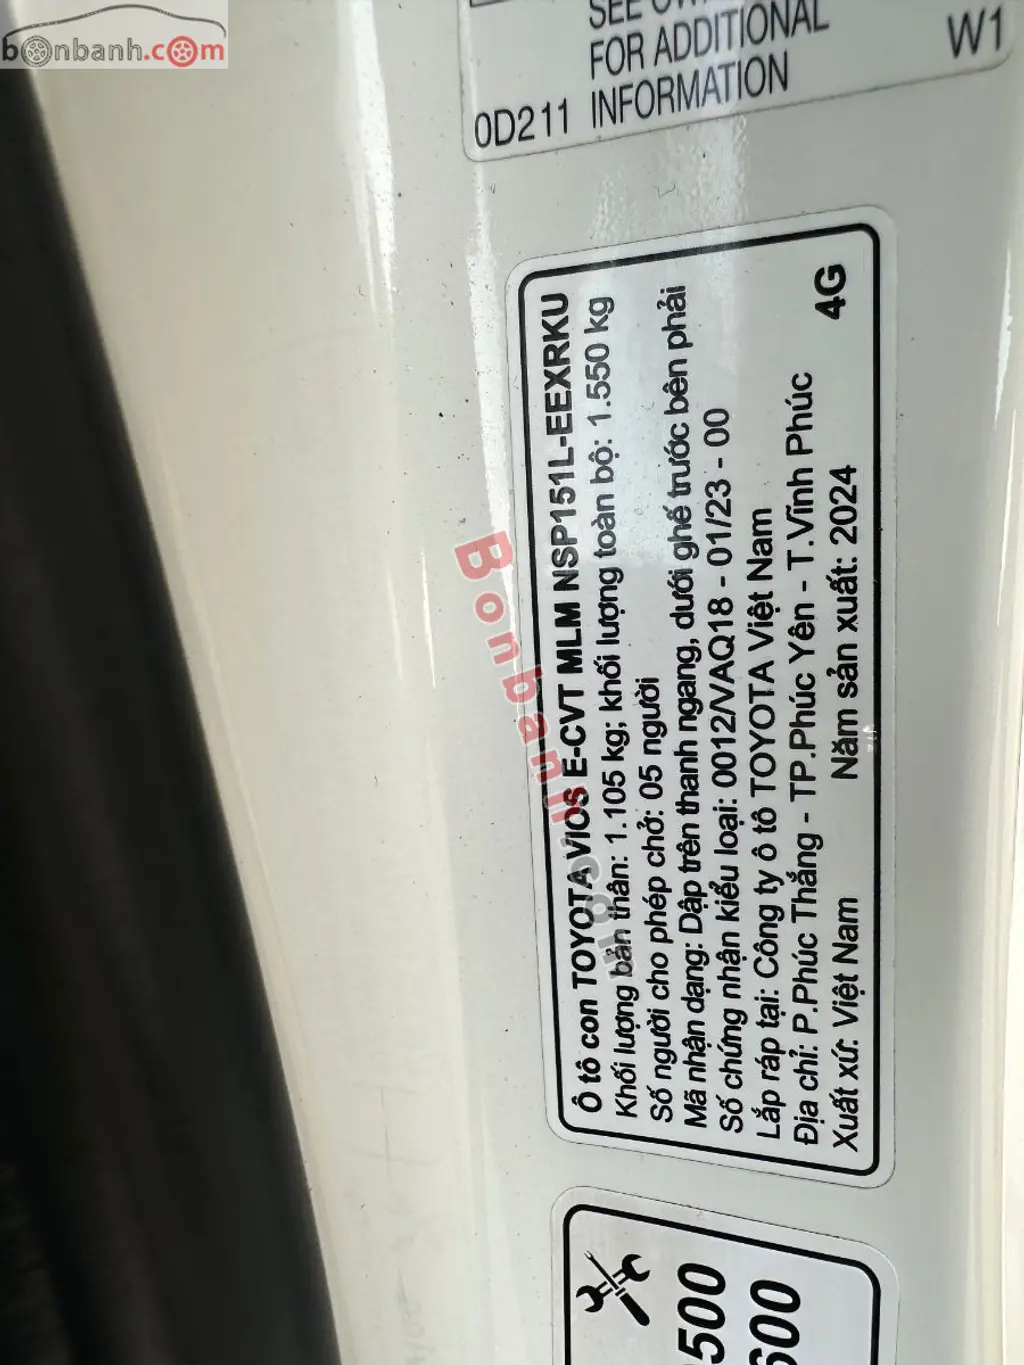 bonbanh.com
SEE
FOR ADDITIONAL
INFORMATION
0D211
W1
Ô tô con TOYOTA VIOS E-CVT MLM NSP151L-EEXRKU
Khối lượng bản thân: 1.105 kg; khối lượng toàn bộ: 1.550 kg
Số người cho phép chở: 05 người
Mã nhận dạng: Dập trên thanh ngang, dưới ghế trước bên phải
Số chứng nhận kiểu loại: 0012/VAQ18 - 01/23 - 00
Lắp ráp tại: Công ty ô tô TOYOTA Việt Nam
Địa chỉ: P.Phúc Thắng - TP.Phúc Yên - T.Vĩnh Phúc
Xuất xứ: Việt Nam Năm sản xuất: 2024 4G
Bonbanh.com
500
600